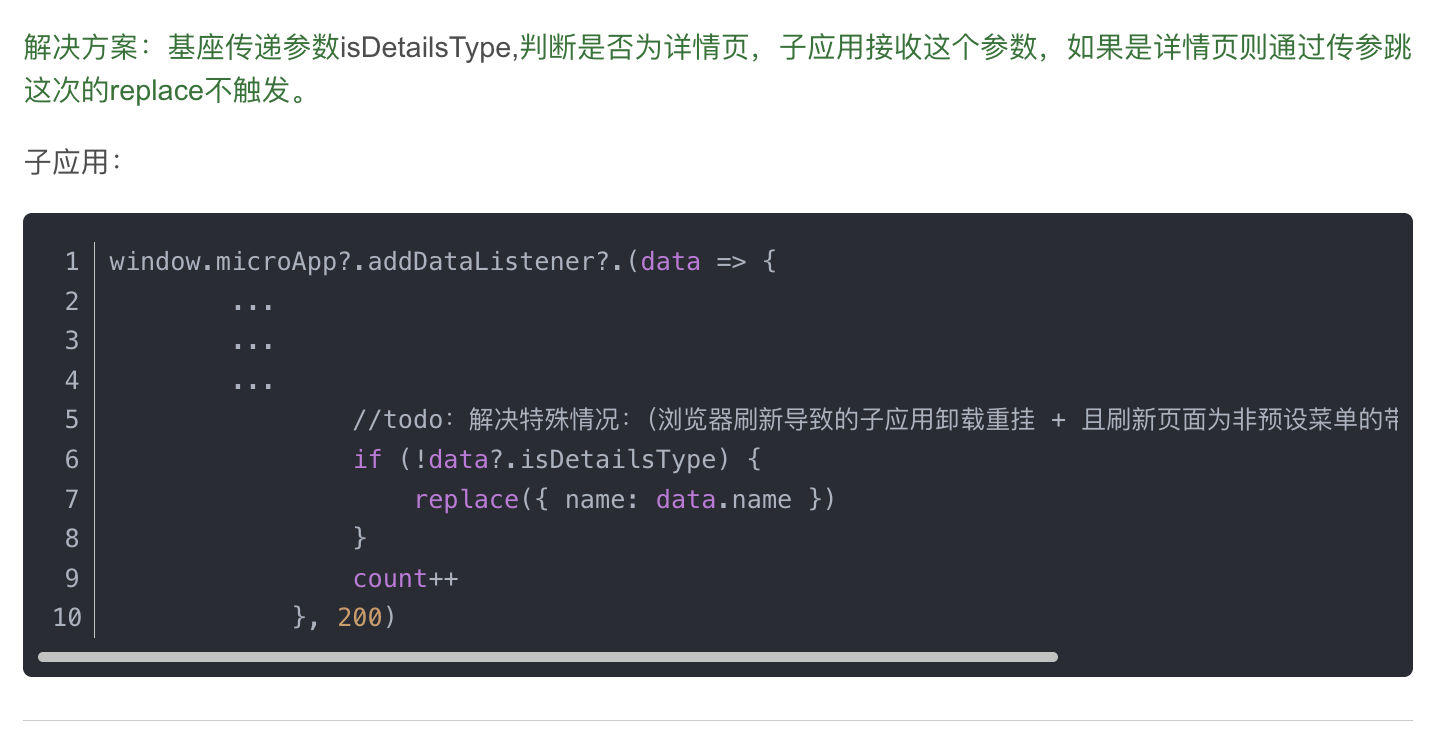 解决方案：基座传递参数isDetailsType,判断是否为详情页，子应用接收这个参数，如果是详情页则通过传参跳
这次的replace不触发。
子应用：
1 window.microApp?.addDataListener?.(data => {
2 ...
3 ...
4 ...
5 //todo：解决特殊情况：（浏览器刷新导致的子应用卸载重挂 + 且刷新页面为非预设菜单的带
6 if (!data?.isDetailsType) {
7 replace({ name: data.name })
8 }
9 count++
10 }, 200)